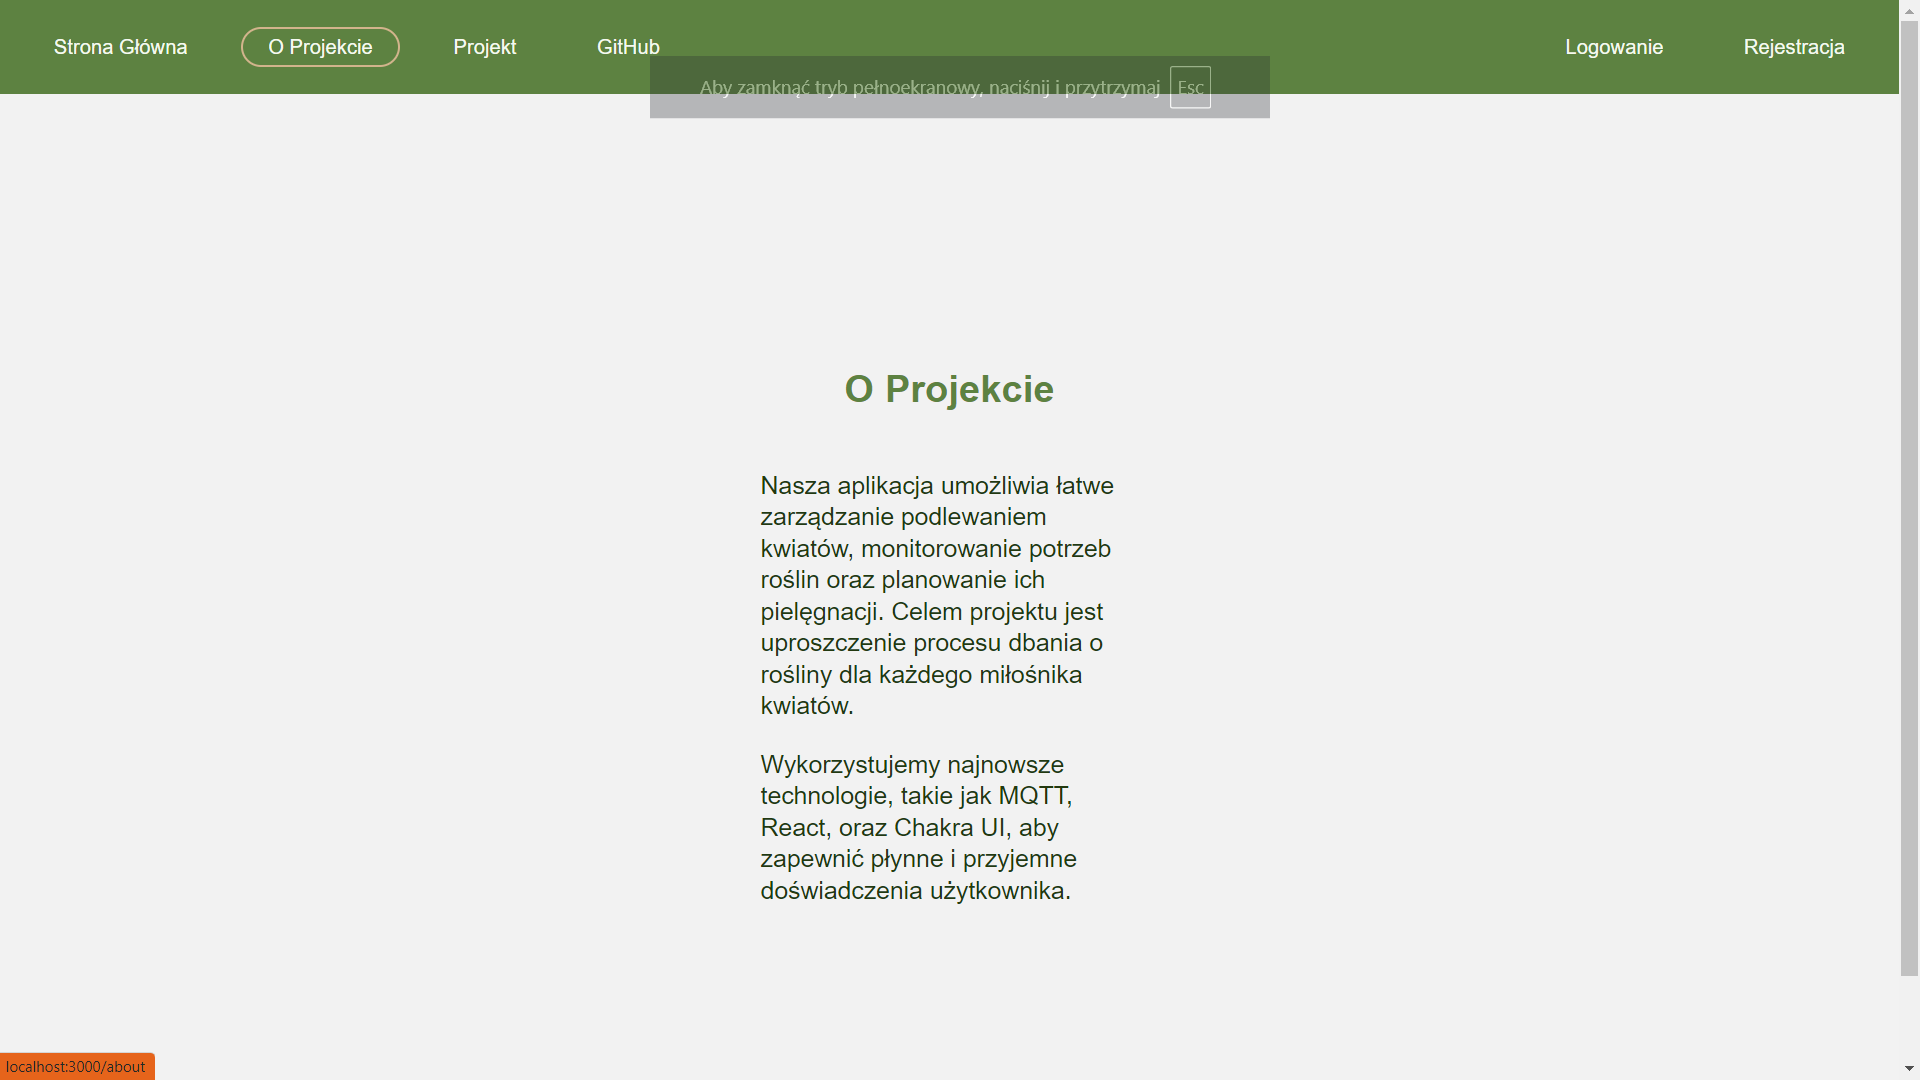 Strona Główna O Projekcie Projekt GitHub Logowanie Rejestracja
Aby zamknąć tryb pełnoekranowy, naciśnij i przytrzymaj Esc
O Projekcie
Nasza aplikacja umożliwia łatwe
zarządzanie podlewaniem
kwiatów, monitorowanie potrzeb
roślin oraz planowanie ich
pielęgnacji. Celem projektu jest
uproszczenie procesu dbania o
rośliny dla każdego miłośnika
kwiatów.
Wykorzystujemy najnowsze
technologie, takie jak MQTT,
React, oraz Chakra UI, aby
zapewnić płynne i przyjemne
doświadczenia użytkownika.
localhost:3000/about